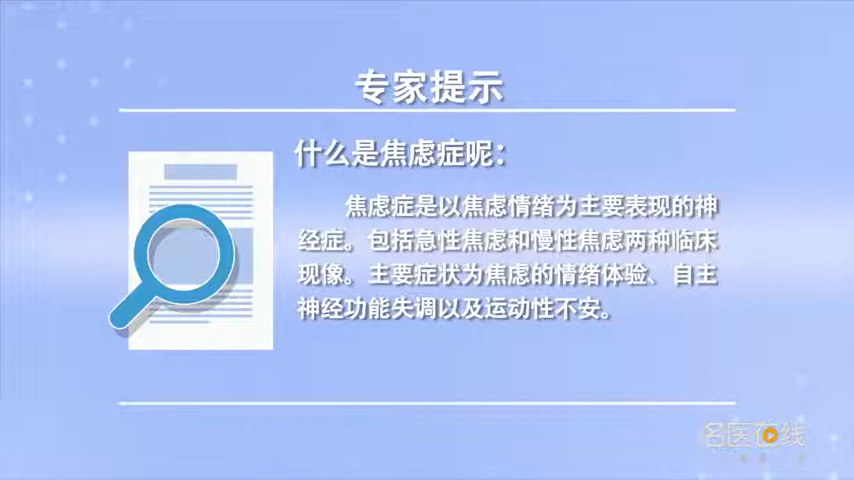 专家提示
什么是焦虑症呢：
焦虑症是以焦虑情绪为主要表现的神
经症。包括急性焦虑和慢性焦虑两种临床
现像。主要症状为焦虑的情绪体验、自主
神经功能失调以及运动性不安。
名医在线